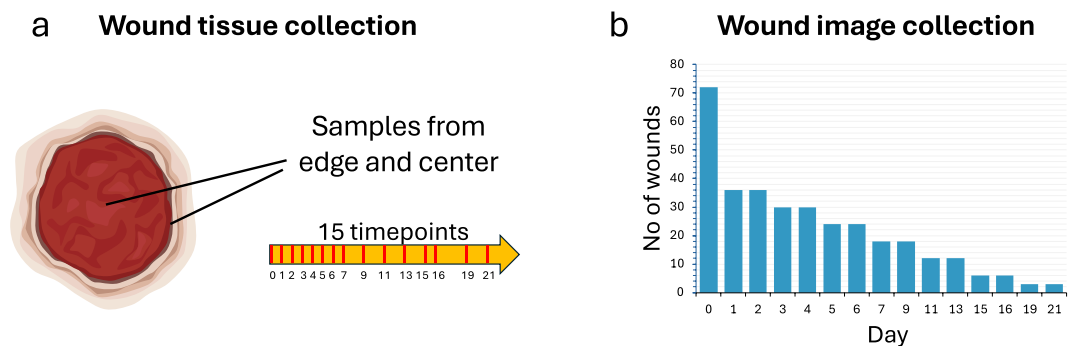 a Wound tissue collection
Samples from
edge and center
15 timepoints
0 1 2 3 4 5 6 7 9 11 13 15 16 19 21
b Wound image collection
80
70
60
50
40
30
20
10
0
No of wounds
0 1 2 3 4 5 6 7 9 11 13 15 16 19 21
Day